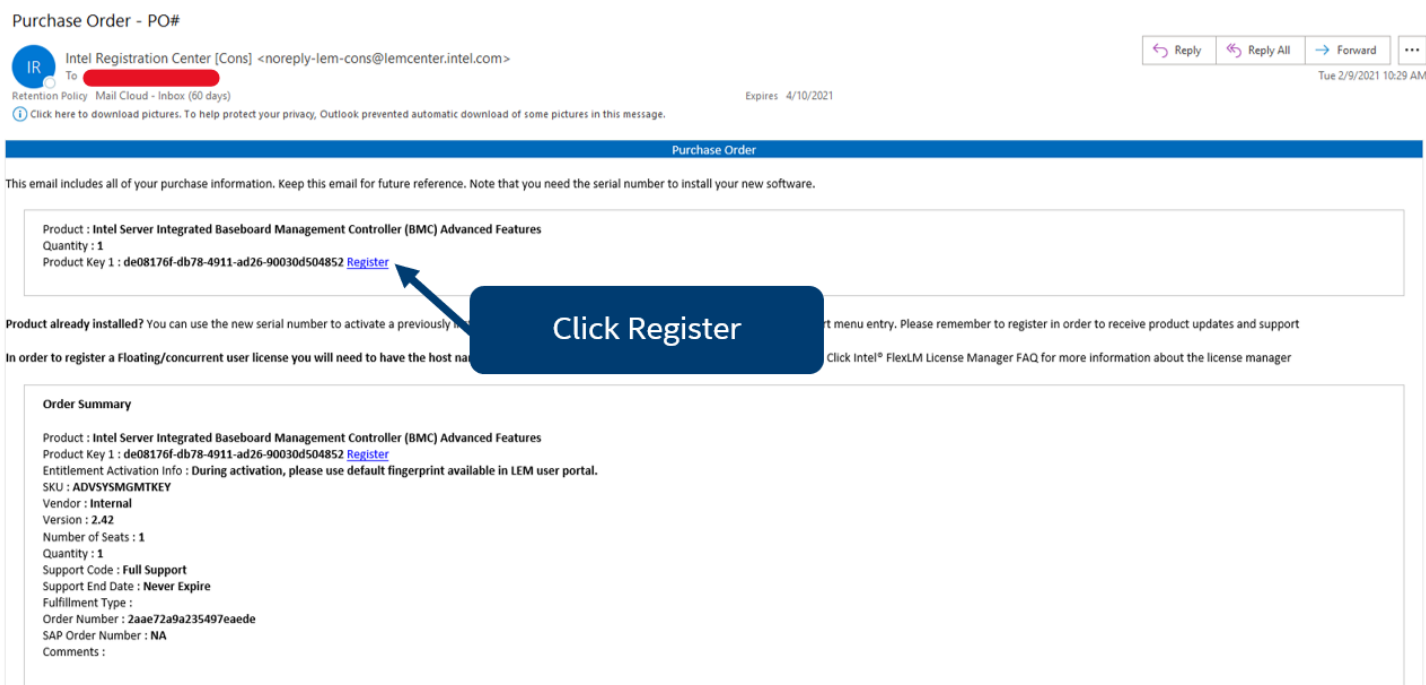 Purchase Order - PO#
IR
Intel Registration Center [Cons] <noreply-lem-cons@lemcenter.intel.com>
To
Reply
Reply All
Forward
...
Tue 2/9/2021 10:29 AM
Retention Policy Mail Cloud - Inbox (60 days)
Expires 4/10/2021
Click here to download pictures. To help protect your privacy, Outlook prevented automatic download of some pictures in this message.
Purchase Order
This email includes all of your purchase information. Keep this email for future reference. Note that you need the serial number to install your new software.
Product : Intel Server Integrated Baseboard Management Controller (BMC) Advanced Features
Quantity : 1
Product Key 1 : de08176f-db78-4911-ad26-90030d504852 Register
Click Register
Product already installed? You can use the new serial number to activate a previously
menu entry. Please remember to register in order to receive product updates and support
In order to register a Floating/concurrent user license you will need to have the host
Click Intel® FlexLM License Manager FAQ for more information about the license manager
Order Summary
Product : Intel Server Integrated Baseboard Management Controller (BMC) Advanced Features
Product Key 1 : de08176f-db78-4911-ad26-90030d504852 Register
Entitlement Activation Info : During activation, please use default fingerprint available in LEM user portal.
SKU : ADVSYSMGMTKEY
Vendor : Internal
Version : 2.42
Number of Seats : 1
Quantity : 1
Support Code : Full Support
Support End Date : Never Expire
Fulfillment Type :
Order Number : 2aae72a9a235497eaede
SAP Order Number : NA
Comments :